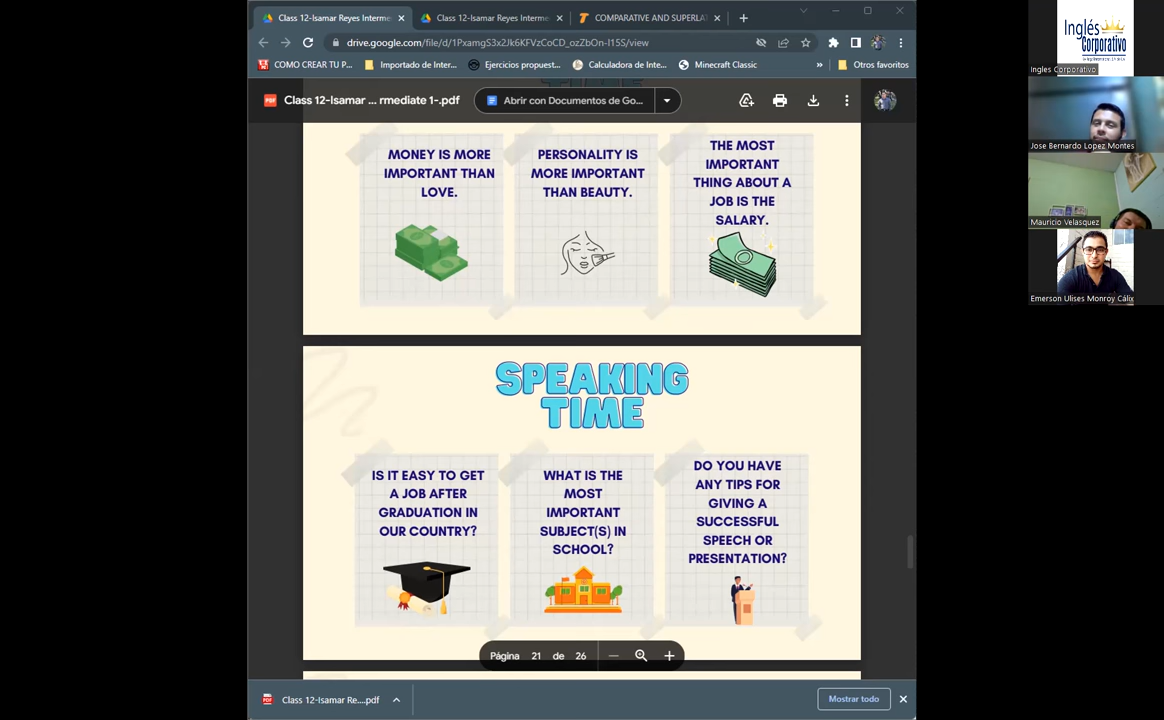 Class 12-Isamar Reyes Interme
Class 12-Isamar Reyes Interme
COMPARATIVE AND SUPERLA
drive.google.com/file/d/1PxamgS3x2Jk6KFVzCoCD_ozZbOn-I15S/view
COMO CREAR TU P...
Importado de Inter...
Ejercicios propuest...
Calculadora de Inte...
Minecraft Classic
»
Otros favoritos
PDF
Class 12-Isamar ... rmediate 1-.pdf
Abrir con Documentos de Go...
MONEY IS MORE
IMPORTANT THAN
LOVE.
PERSONALITY IS
MORE IMPORTANT
THAN BEAUTY.
THE MOST
IMPORTANT
THING ABOUT A
JOB IS THE
SALARY.
SPEAKING
TIME
IS IT EASY TO GET
A JOB AFTER
GRADUATION IN
OUR COUNTRY?
WHAT IS THE
MOST
IMPORTANT
SUBJECT(S) IN
SCHOOL?
DO YOU HAVE
ANY TIPS FOR
GIVING A
SUCCESSFUL
SPEECH OR
PRESENTATION?
Página 21 de 26
Class 12-Isamar Re....pdf
Mostrar todo
Inglés
Corporativo
Ingles Corporativo
Jose Bernardo Lopez Montes
Mauricio Velasquez
Emerson Ulises Monroy Cálix